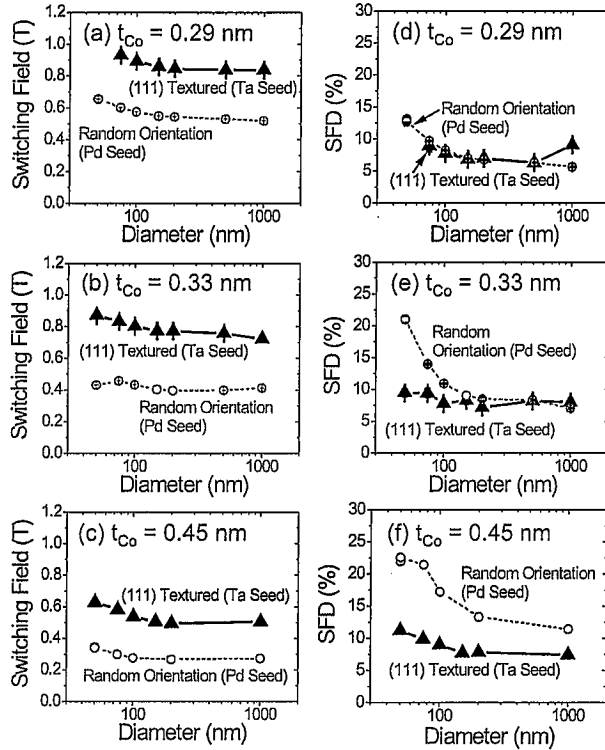 (a) tCo = 0.29 nm
Switching Field (T)
1.2
1.0
0.8
0.6
0.4
0.2
0.0
(111) Textured (Ta Seed)
Random Orientation
(Pd Seed)
100
1000
Diameter (nm)
(d) tCo = 0.29 nm
SFD (%)
30
25
20
15
10
5
0
Random Orientation
(Pd Seed)
(111) Textured (Ta Seed)
100
1000
Diameter (nm)
(b) tCo = 0.33 nm
Switching Field (T)
1.2
1.0
0.8
0.6
0.4
0.2
0.0
(111) Textured (Ta Seed)
Random Orientation
(Pd Seed)
100
1000
Diameter (nm)
(e) tCo = 0.33 nm
SFD (%)
30
25
20
15
10
5
0
Random
Orientation (Pd Seed)
(111) Textured (Ta Seed)
100
1000
Diameter (nm)
(c) tCo = 0.45 nm
Switching Field (T)
1.2
1.0
0.8
0.6
0.4
0.2
0.0
(111) Textured (Ta Seed)
Random Orientation (Pd Seed)
100
1000
Diameter (nm)
(f) tCo = 0.45 nm
SFD (%)
30
25
20
15
10
5
0
Random Orientation
(Pd Seed)
(111) Textured (Ta Seed)
100
1000
Diameter (nm)